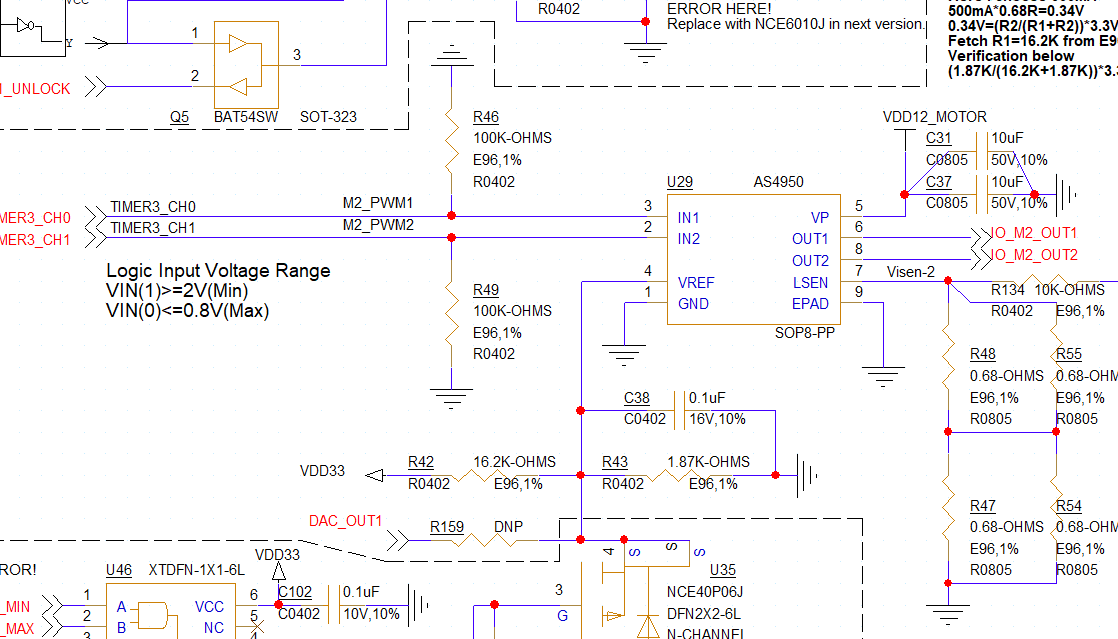 VCC
R0402
ERROR HERE!
Replace with NCE6010J in next version.
500mA*0.68R=0.34V
0.34V=(R2/(R1+R2))*3.3V
Fetch R1=16.2K from E9
Verification below
(1.87K/(16.2K+1.87K))*3.
Y
1
2
3
_UNLOCK
Q5 BAT54SW SOT-323
R46
100K-OHMS
E96,1%
R0402
VDD12_MOTOR
C31 10uF
C0805 50V,10%
C37 10uF
C0805 50V,10%
U29 AS4950
MER3_CH0 TIMER3_CH0 M2_PWM1 3 IN1 VP 5
MER3_CH1 TIMER3_CH1 M2_PWM2 2 IN2 OUT1 6 IO_M2_OUT1
OUT2 8 IO_M2_OUT2
4 VREF LSEN 7 Visen-2
1 GND EPAD 9
SOP8-PP
Logic Input Voltage Range
VIN(1)>=2V(Min)
VIN(0)<=0.8V(Max)
R49
100K-OHMS
E96,1%
R0402
R134 10K-OHMS
R0402 E96,1%
R48 R55
0.68-OHMS 0.68-OHM
E96,1% E96,1%
R0805 R0805
C38 0.1uF
C0402 16V,10%
VDD33 R42 16.2K-OHMS R43 1.87K-OHMS
R0402 E96,1% R0402 E96,1%
R47 R54
0.68-OHMS 0.68-OHM
E96,1% E96,1%
R0805 R0805
DAC_OUT1 R159 DNP
ROR!
VDD33
U46 XTDFN-1X1-6L
_MIN 1 A VCC 6
_MAX 2 B NC 5
3 4
C102 0.1uF
C0402 10V,10%
4 S S S
3
G
U35
NCE40P06J
DFN2X2-6L
N-CHANNEL